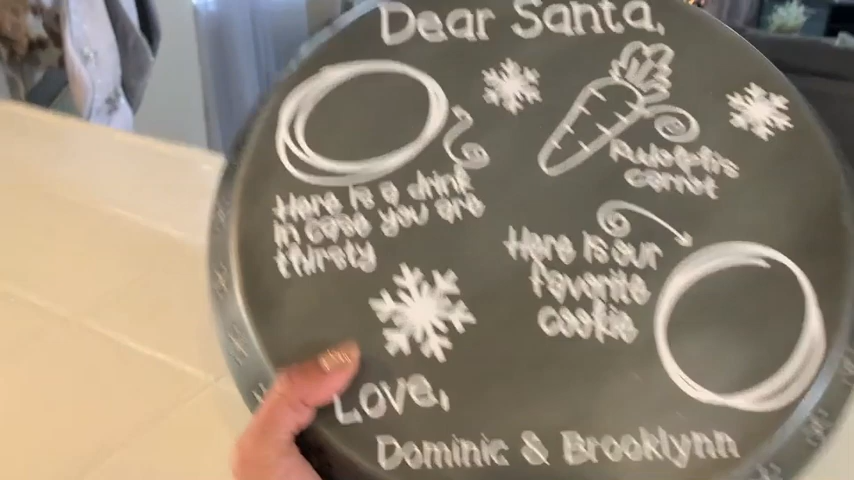 Dear Santa,
Here is a drink
in case you are
thirsty
Rudolph's
carrot
Here is our
favorite
cookie
Love,
Dominic & Brooklynn